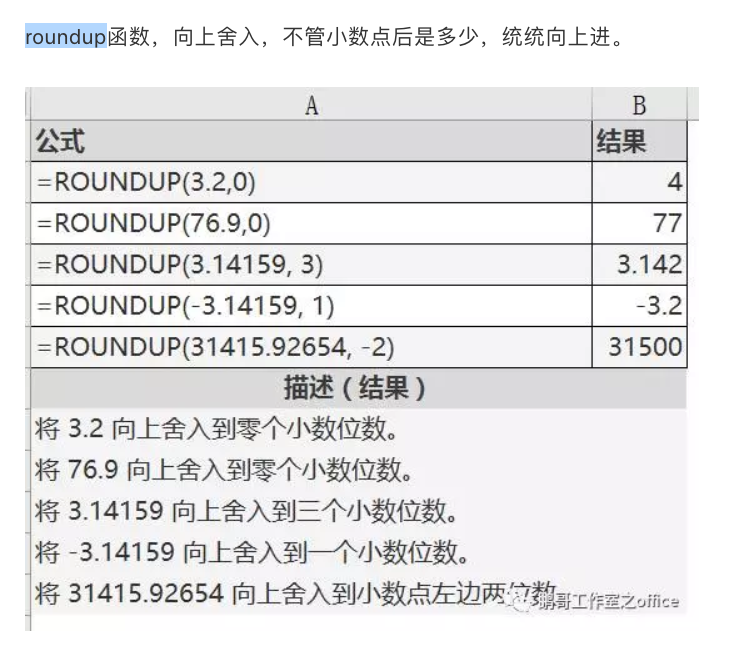 roundup函数，向上舍入，不管小数点后是多少，统统向上进。
A B
公式 结果
=ROUNDUP(3.2,0) 4
=ROUNDUP(76.9,0) 77
=ROUNDUP(3.14159, 3) 3.142
=ROUNDUP(-3.14159, 1) -3.2
=ROUNDUP(31415.92654, -2) 31500
描述（结果）
将 3.2 向上舍入到零个小数位数。
将 76.9 向上舍入到零个小数位数。
将 3.14159 向上舍入到三个小数位数。
将 -3.14159 向上舍入到一个小数位数。
将 31415.92654 向上舍入到小数点左边两位数
鹏哥工作室之office